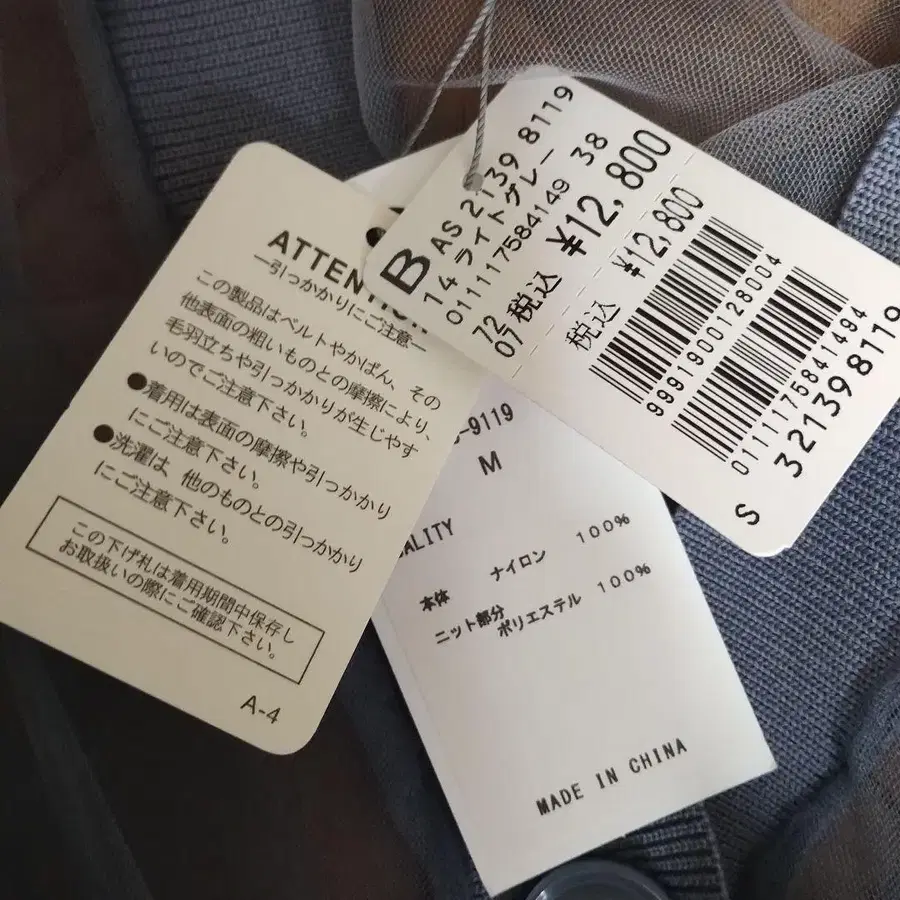 ATTENTION
—引っかかりにご注意—
この製品はベルトやかばん、その
他表面の粗いものとの摩擦により、
毛羽立ちや引っかかりが生じやす
いのでご注意下さい。
●着用は表面の摩擦や引っかかり
にご注意下さい。
●洗濯は、他のものとの引っかかり
にご注意下さい。
この下げ札は着用期間中保存し
お取扱いの際にご確認下さい。
A-4
B
AS 2139 8119
14 ライトグレー 38
0111117584149
72
07
税込 ¥12,800
税込 ¥12,800
9991900128004
0111117584149４
S 32139 8119
-9119
M
ALITY
本体 ナイロン 100%
ニット部分
ポリエステル 100%
MADE IN CHINA